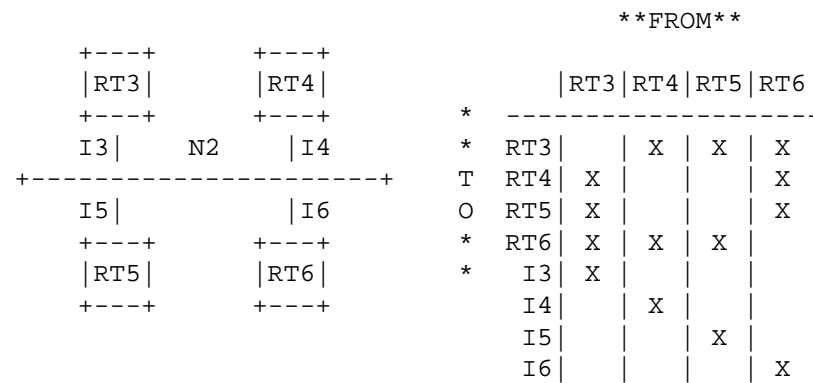 **FROM**
    +---+      +---+
    |RT3|      |RT4|              |RT3|RT4|RT5|RT6
    +---+      +---+        *  --------------------
    I3|    N2    |I4        *  RT3|   | X | X | X
+----------------------+    T  RT4| X |   |   | X
    I5|          |I6        O  RT5| X |   |   | X
    +---+      +---+        *  RT6| X | X | X |
    |RT5|      |RT6|        *   I3| X |   |   |
    +---+      +---+            I4|   | X |   |
                                I5|   |   | X |
                                I6|   |   |   | X